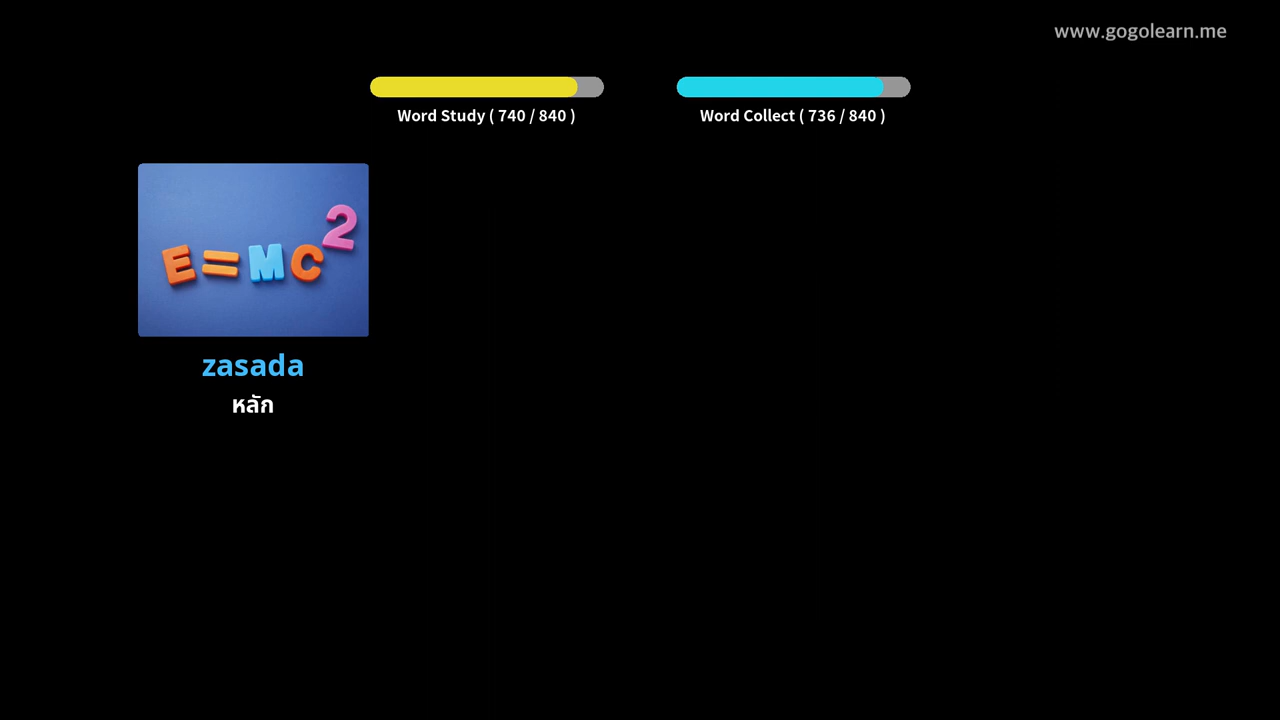 www.gogolearn.me
Word Study ( 740 / 840 )
Word Collect ( 736 / 840 )
E=MC2
zasada
หลัก